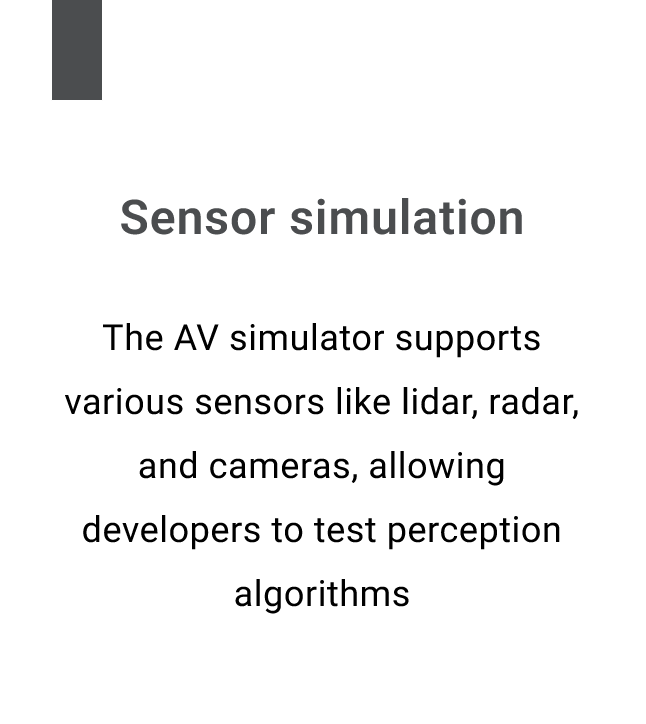 Sensor simulation
The AV simulator supports
various sensors like lidar, radar,
and cameras, allowing
developers to test perception
algorithms